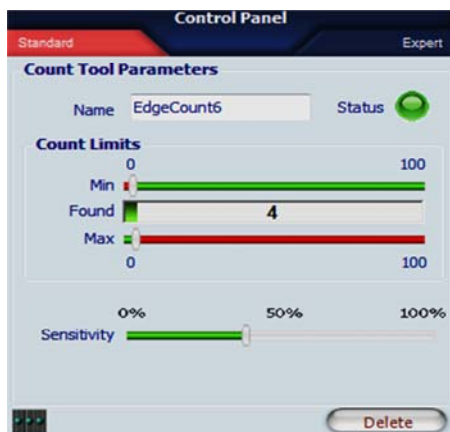 Control Panel
Standard Expert
Count Tool Parameters
Name EdgeCount6 Status
Count Limits
0 100
Min
Found 4
Max
0 100
0% 50% 100%
Sensitivity
Delete